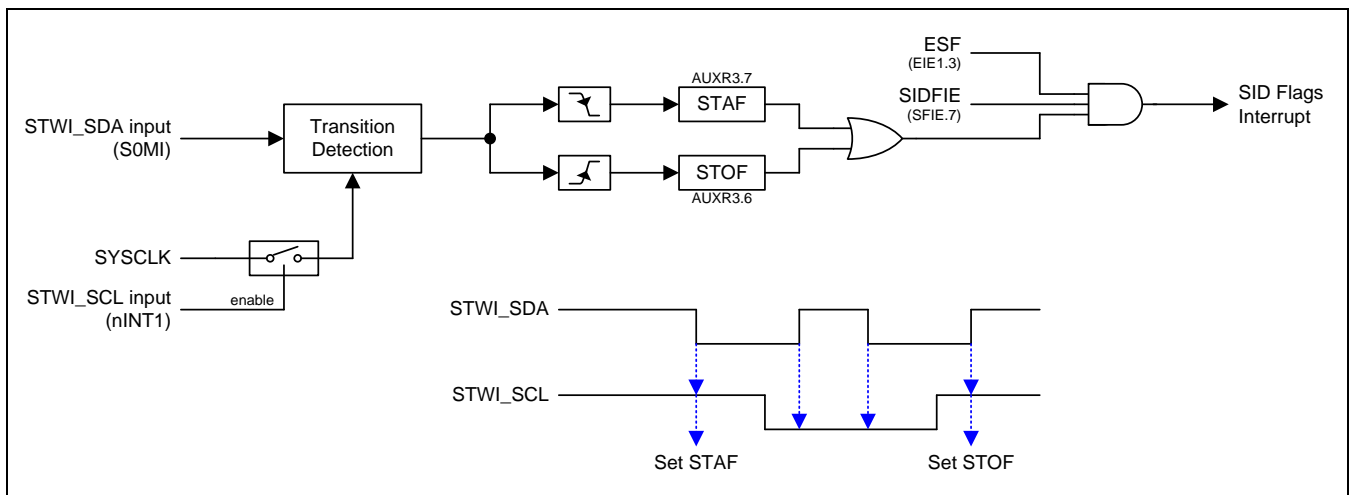 ESF
(EIE1.3)
AUXR3.7
STAF
SIDFIE
(SFIE.7)
SID Flags
Interrupt
STWI_SDA input
(S0MI)
Transition
Detection
STOF
AUXR3.6
SYSCLK
STWI_SCL input
(nINT1)
enable
STWI_SDA
STWI_SCL
Set STAF
Set STOF